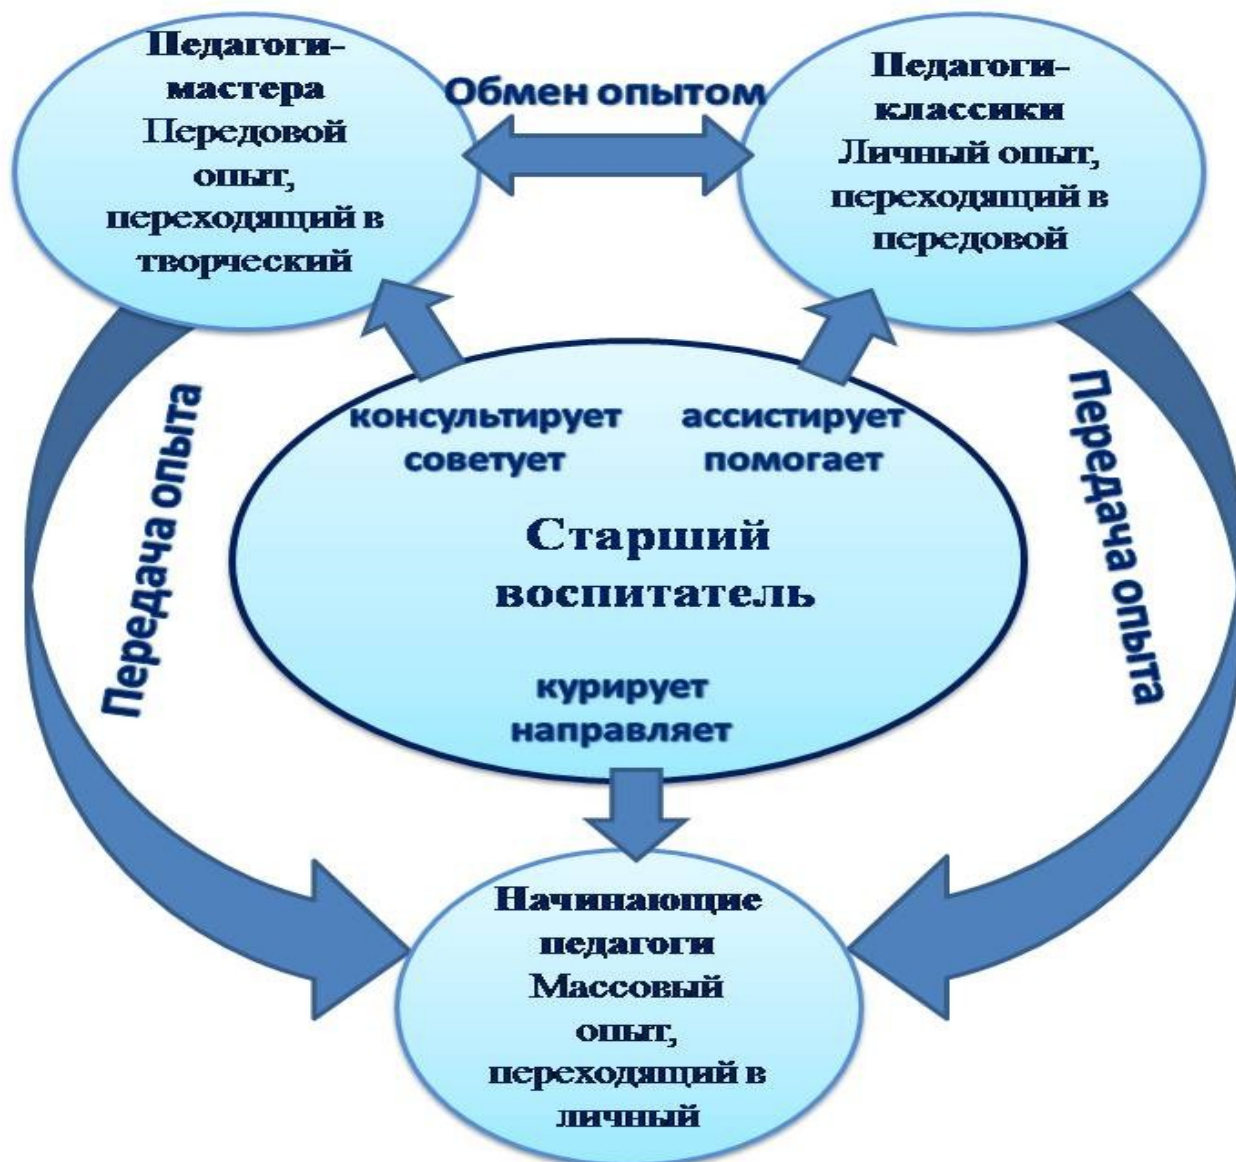 Педагоги-
мастера
Передовой
опыт,
переходящий в
творческий
Обмен опытом
Педагоги-
классики
Личный опыт,
переходящий в
передовой
Передача опыта
консультирует
советует
ассистирует
помогает
Старший
воспитатель
курирует
направляет
Передача опыта
Начинающие
педагоги
Массовый
опыт,
переходящий в
личный